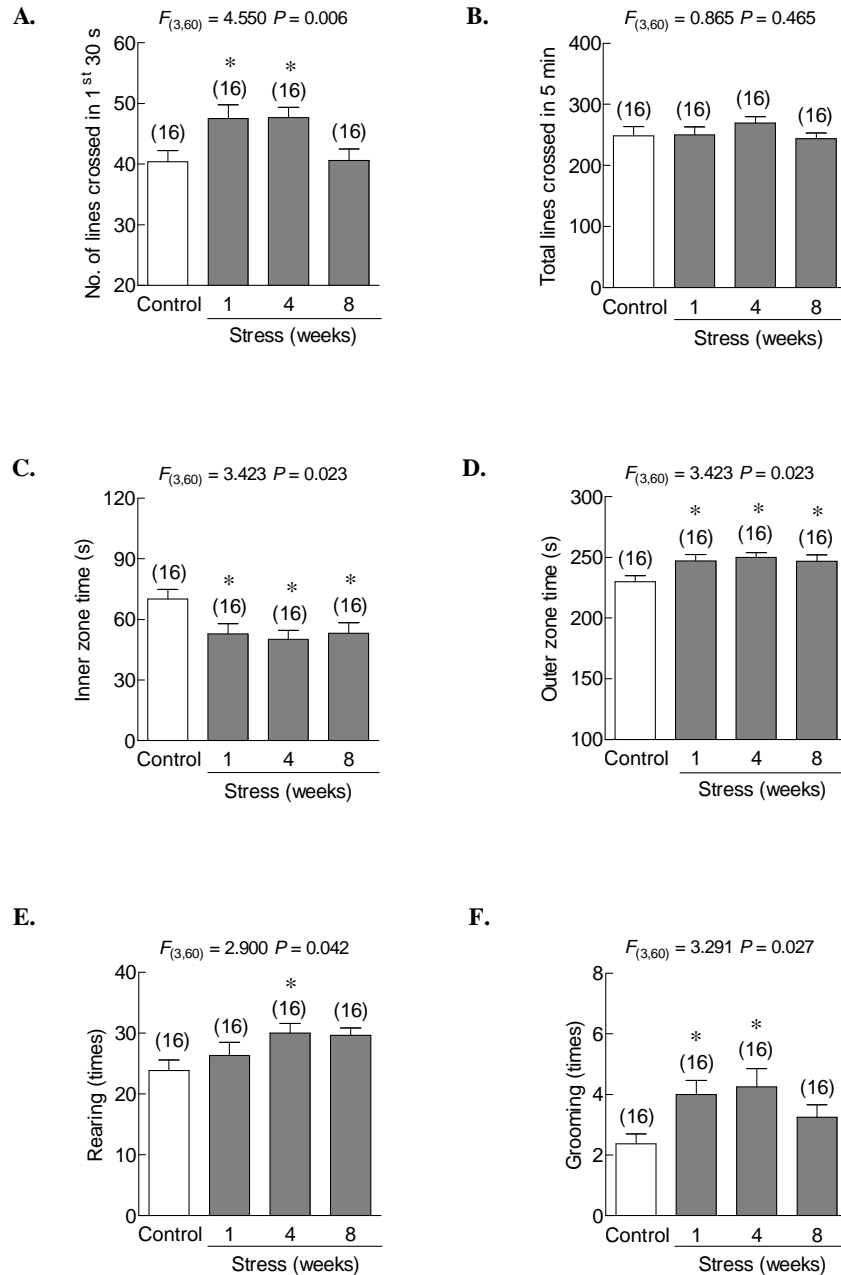 A.
F(3,60) = 4.550 P = 0.006
No. of lines crossed in 1 st 30 s
60
50
40
30
20
(16)
*
(16)
*
(16)
(16)
Control 1 4 8
Stress (weeks)
B.
F(3,60) = 0.865 P = 0.465
Total lines crossed in 5 min
400
300
200
100
0
(16) (16) (16) (16)
Control 1 4 8
Stress (weeks)
C.
F(3,60) = 3.423 P = 0.023
Inner zone time (s)
120
90
60
30
0
(16)
*
(16)
*
(16)
*
(16)
Control 1 4 8
Stress (weeks)
D.
F(3,60) = 3.423 P = 0.023
Outer zone time (s)
300
250
200
150
100
(16)
*
(16)
*
(16)
*
(16)
Control 1 4 8
Stress (weeks)
E.
F(3,60) = 2.900 P = 0.042
Rearing (times)
40
30
20
10
0
(16)
(16)
*
(16)
(16)
Control 1 4 8
Stress (weeks)
F.
F(3,60) = 3.291 P = 0.027
Grooming (times)
8
6
4
2
0
(16)
*
(16)
*
(16)
(16)
Control 1 4 8
Stress (weeks)